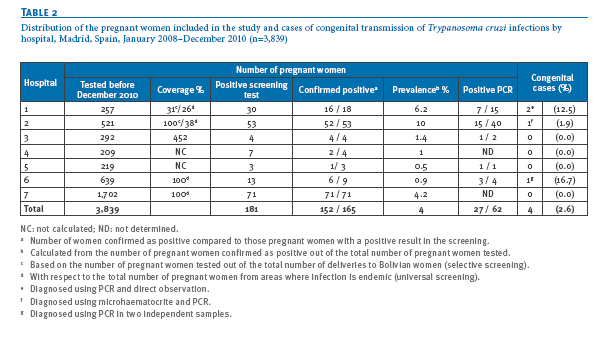 TABLE 2
Distribution of the pregnant women included in the study and cases of congenital transmission of Trypanosoma cruzi infections by
hospital, Madrid, Spain, January 2008–December 2010 (n=3,839)
Hospital Number of pregnant women Congenital cases (%)
Tested before December 2010 Coverage % Positive screening test Confirmed positiveᵃ Prevalenceᵇ % Positive PCR
1 257 31ᶜ/26ᵈ 30 16 / 18 6.2 7 / 15 2ᵉ (12.5)
2 521 100ᶜ/38ᵈ 53 52 / 53 10 15 / 40 1ᶠ (1.9)
3 292 452 4 4 / 4 1.4 1 / 2 0 (0.0)
4 209 NC 7 2 / 4 1 ND 0 (0.0)
5 219 NC 3 1/ 3 0.5 1 / 1 0 (0.0)
6 639 100ᵈ 13 6 / 9 0.9 3 / 4 1ᵍ (16.7)
7 1,702 100ᵈ 71 71 / 71 4.2 ND 0 (0.0)
Total 3,839 181 152 / 165 4 27 / 62 4 (2.6)
NC: not calculated; ND: not determined.
ᵃ Number of women confirmed as positive compared to those pregnant women with a positive result in the screening.
ᵇ Calculated from the number of pregnant women confirmed as positive out of the total number of pregnant women tested.
ᶜ Based on the number of pregnant women tested out of the total number of deliveries to Bolivian women (selective screening).
ᵈ With respect to the total number of pregnant women from areas where infection is endemic (universal screening).
ᵉ Diagnosed using PCR and direct observation.
ᶠ Diagnosed using microhaematocrit and PCR.
ᵍ Diagnosed using PCR in two independent samples.